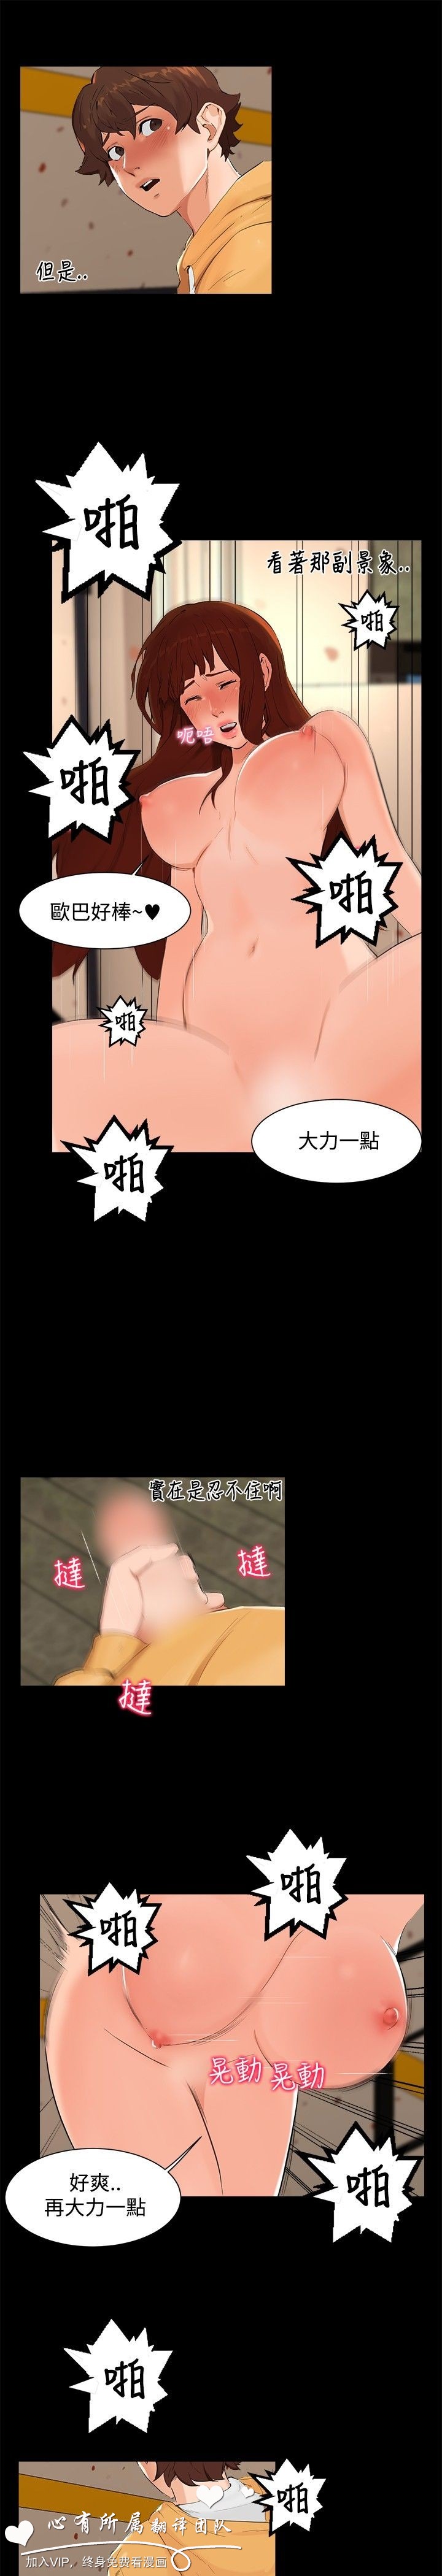 但是..
啪
看著那副景象..
啪
呃唔
啪
啪
歐巴好棒~♥
啪
大力一點
啪
實在是忍不住啊
撻
撻
撻
啪
啪
晃動 晃動
啪
好爽..
再大力一點
啪
啪
心有所属翻译团队
加入VIP，终身免费看漫画